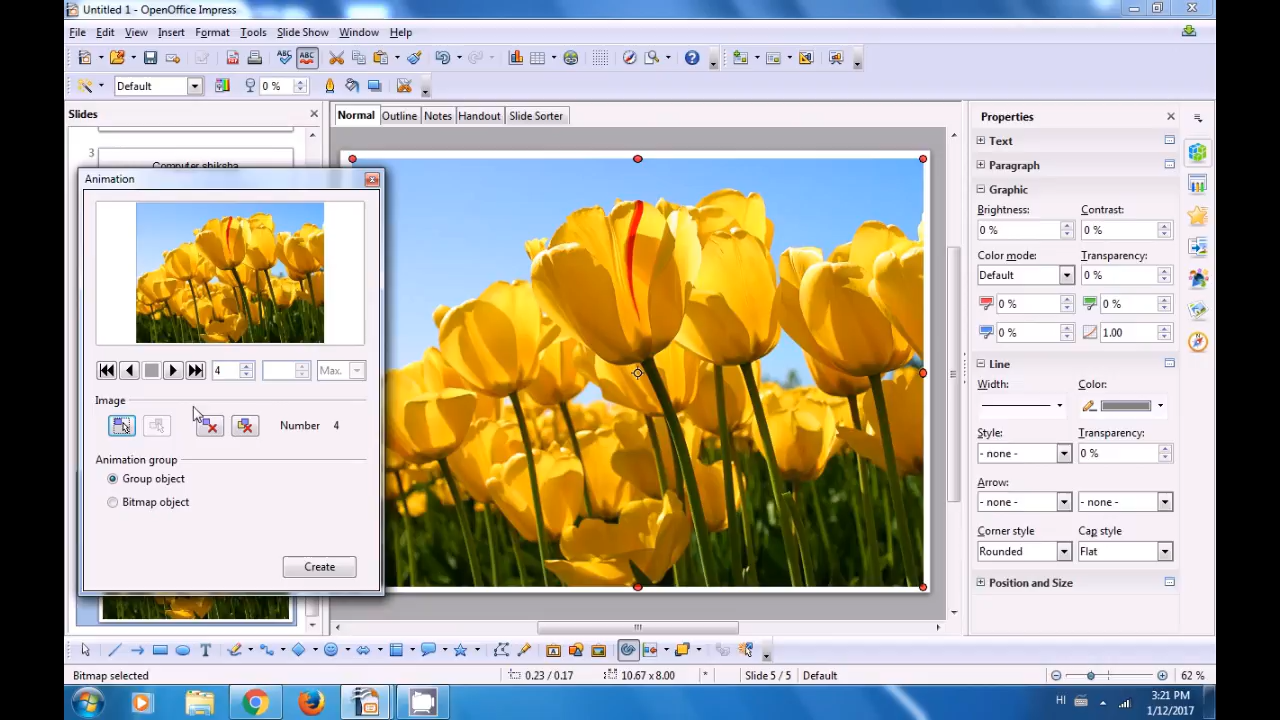 Untitled 1 - OpenOffice Impress
File Edit View Insert Format Tools Slide Show Window Help
Default 0 %
Slides
Normal Outline Notes Handout Slide Sorter
Properties
3
Computer shiksha
Animation
4 Max.
Image
Number 4
Animation group
Group object
Bitmap object
Create
Text
Paragraph
Graphic
Brightness: Contrast:
0 % 0 %
Color mode: Transparency:
Default 0 %
0 % 0 %
0 % 1.00
Line
Width: Color:
Style: Transparency:
- none - 0 %
Arrow:
- none - - none -
Corner style Cap style
Rounded Flat
Position and Size
Bitmap selected 0.23 / 0.17 10.67 x 8.00 * Slide 5 / 5 Default 62 %
HI 3:21 PM
1/12/2017